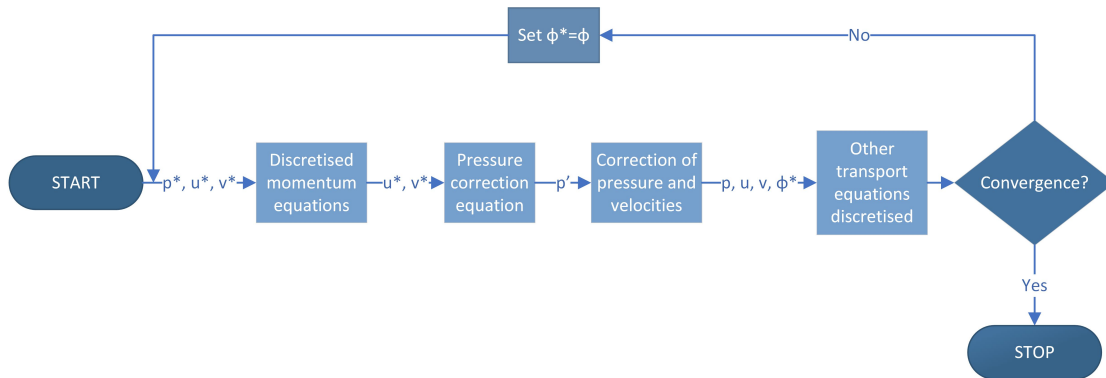 Set ϕ*=ϕ
No
START
p*, u*, v*
Discretised
momentum
equations
u*, v*
Pressure
correction
equation
p’
Correction of
pressure and
velocities
p, u, v, ϕ*
Other
transport
equations
discretised
Convergence?
Yes
STOP